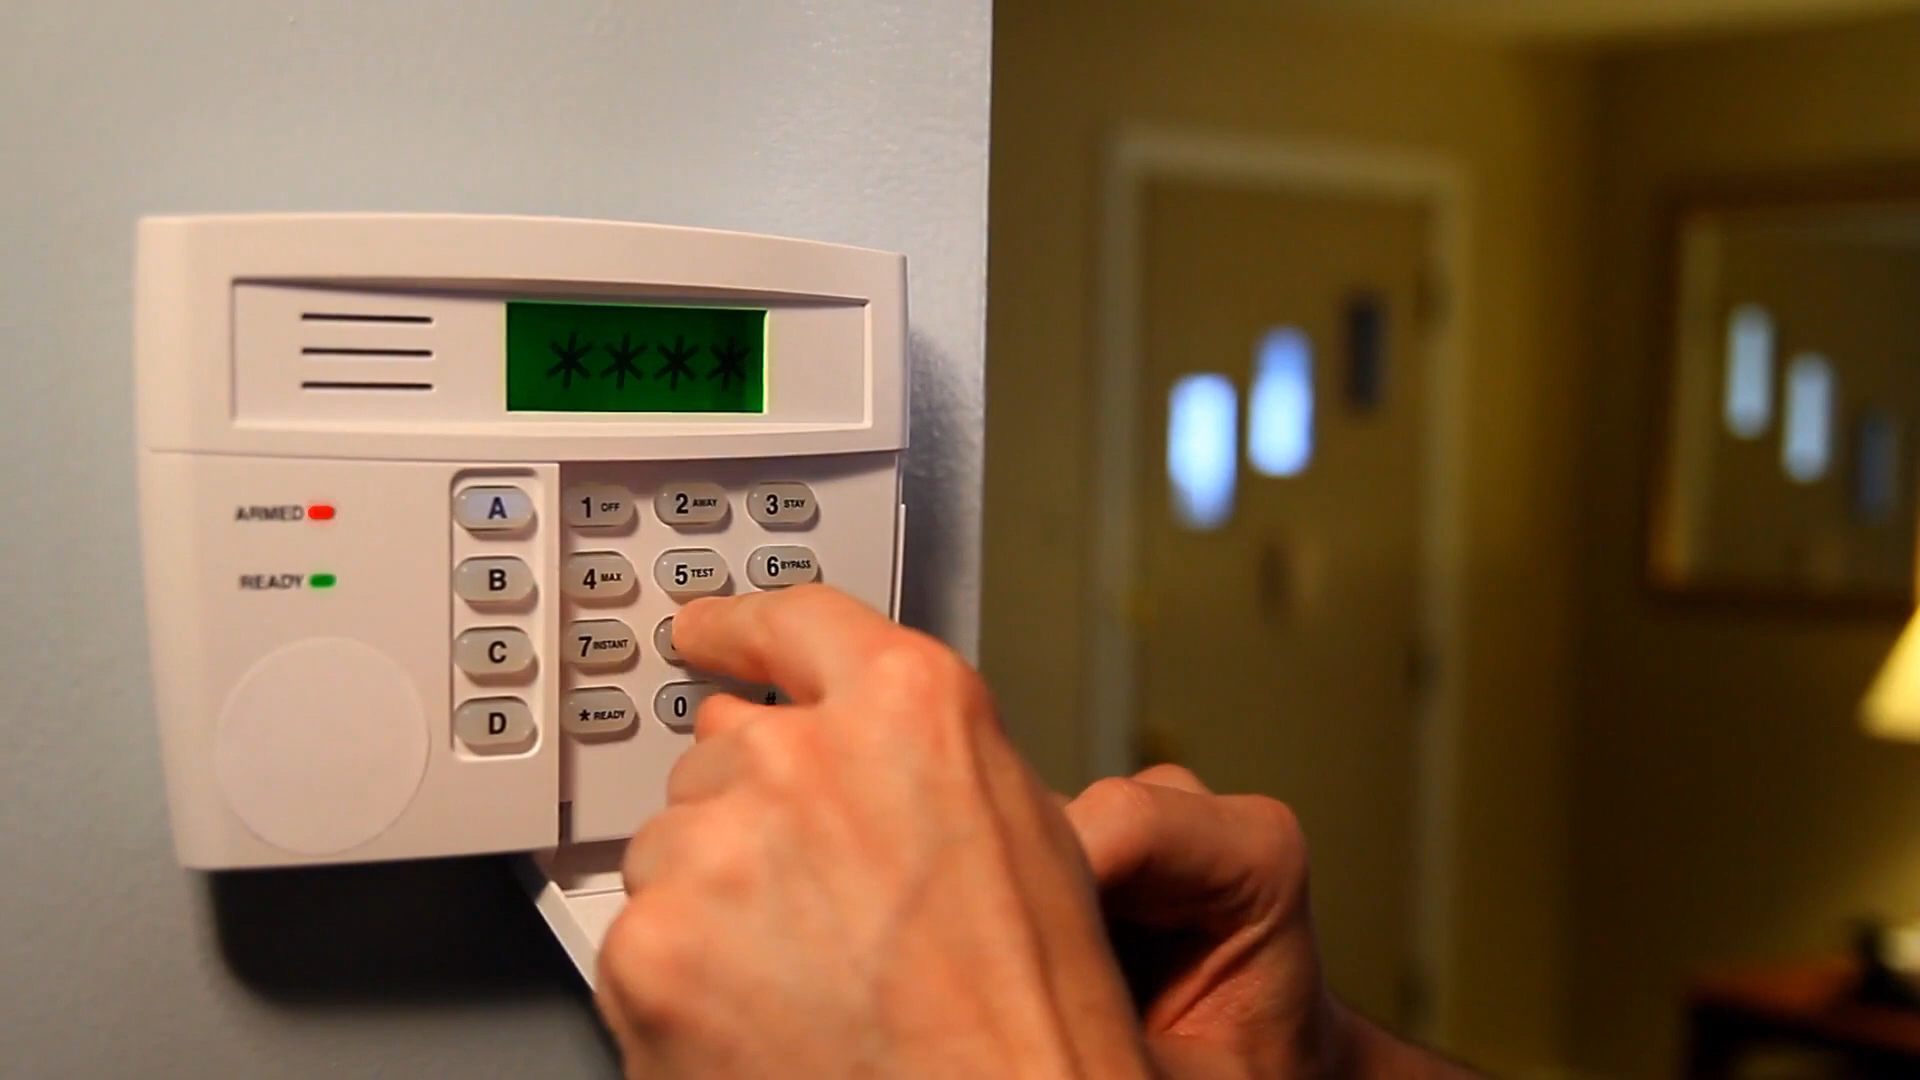 ****
ARMED
READY
A
B
C
D
1 OFF 2 AWAY 3 STAY
4 MAX 5 TEST 6 BYPASS
7 INSTANT
* READY 0 #